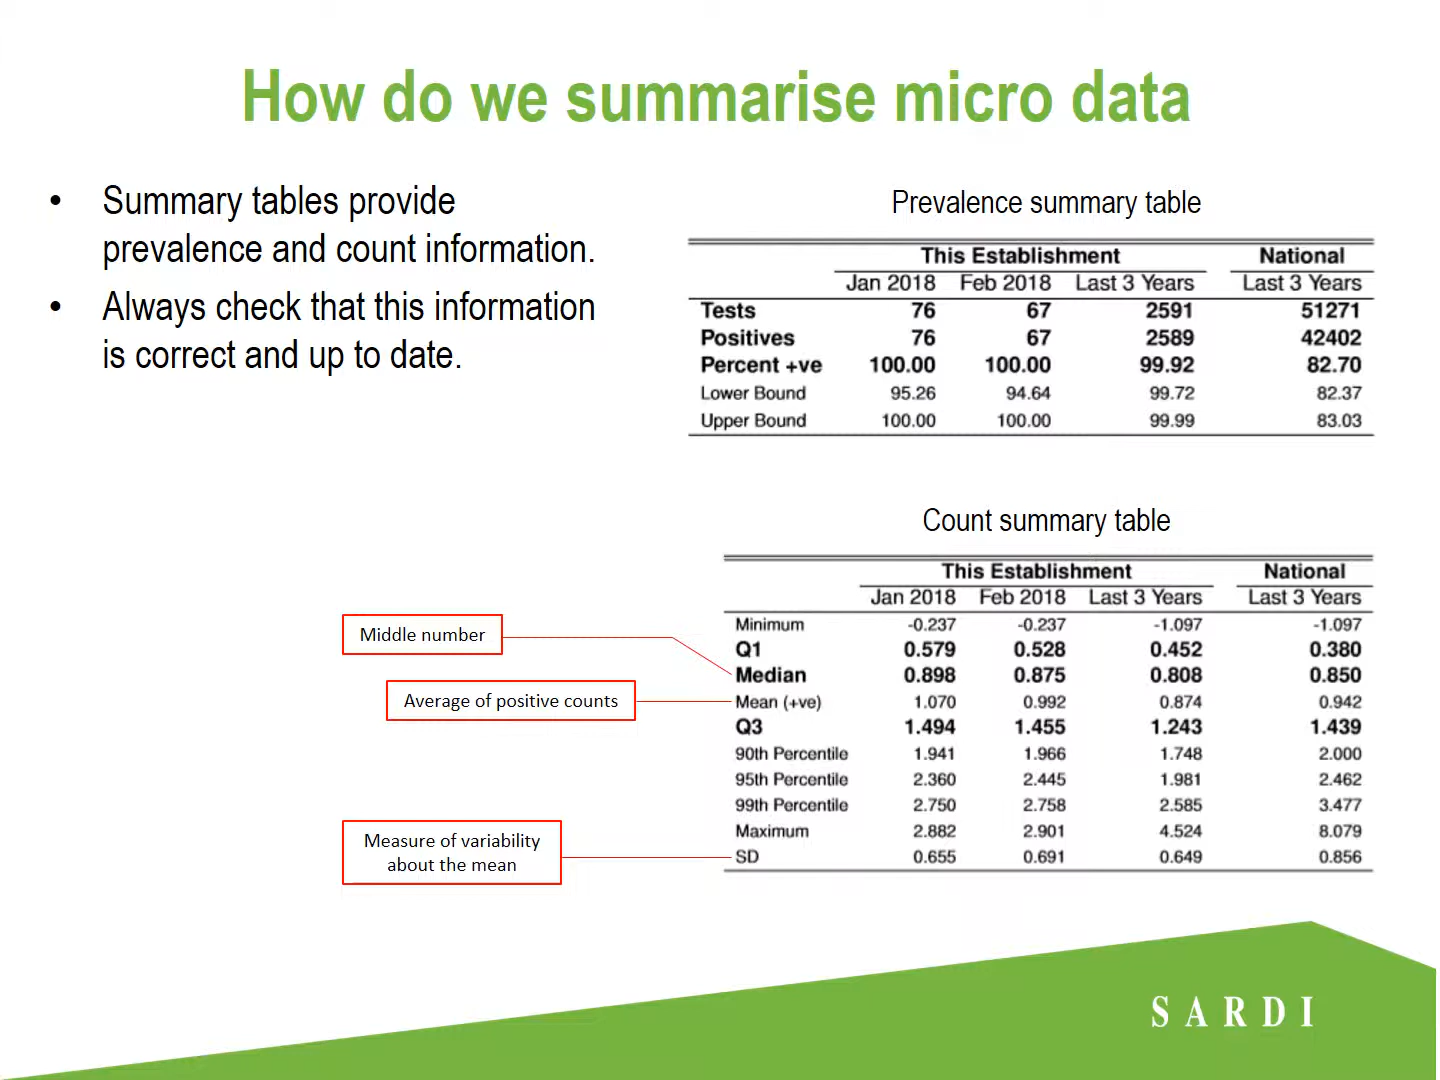 How do we summarise micro data
• Summary tables provide
prevalence and count information.
• Always check that this information
is correct and up to date.
Prevalence summary table
This Establishment National
Jan 2018 Feb 2018 Last 3 Years Last 3 Years
Tests 76 67 2591 51271
Positives 76 67 2589 42402
Percent +ve 100.00 100.00 99.92 82.70
Lower Bound 95.26 94.64 99.72 82.37
Upper Bound 100.00 100.00 99.99 83.03
Count summary table
This Establishment National
Jan 2018 Feb 2018 Last 3 Years Last 3 Years
Minimum -0.237 -0.237 -1.097 -1.097
Q1 0.579 0.528 0.452 0.380
Median 0.898 0.875 0.808 0.850
Mean (+ve) 1.070 0.992 0.874 0.942
Q3 1.494 1.455 1.243 1.439
90th Percentile 1.941 1.966 1.748 2.000
95th Percentile 2.360 2.445 1.981 2.462
99th Percentile 2.750 2.758 2.585 3.477
Maximum 2.882 2.901 4.524 8.079
SD 0.655 0.691 0.649 0.856
Middle number
Average of positive counts
Measure of variability
about the mean
SARDI